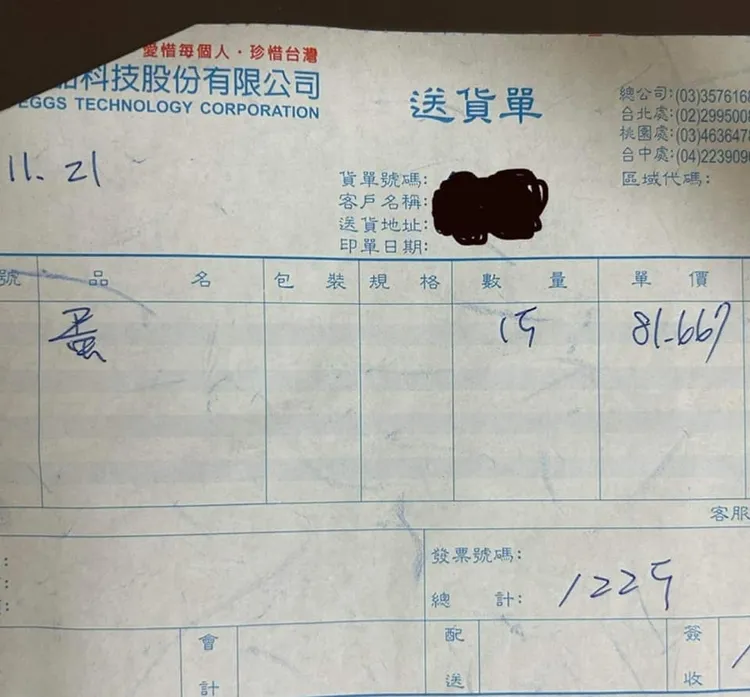 愛惜每個人・珍惜台灣
科技股份有限公司
EGGS TECHNOLOGY CORPORATION
送貨單
總公司:(03)3576168
台北處:(02)2995008
桃園處:(03)4636478
台中處:(04)2239090
區域代碼:
11.21
貨單號碼:
客戶名稱:
送貨地址:
印單日期:
號 品名 包裝 規格 數量 單價
蛋 15 81.667
客服
發票號碼:
總計: 1225
會計 配送 簽收